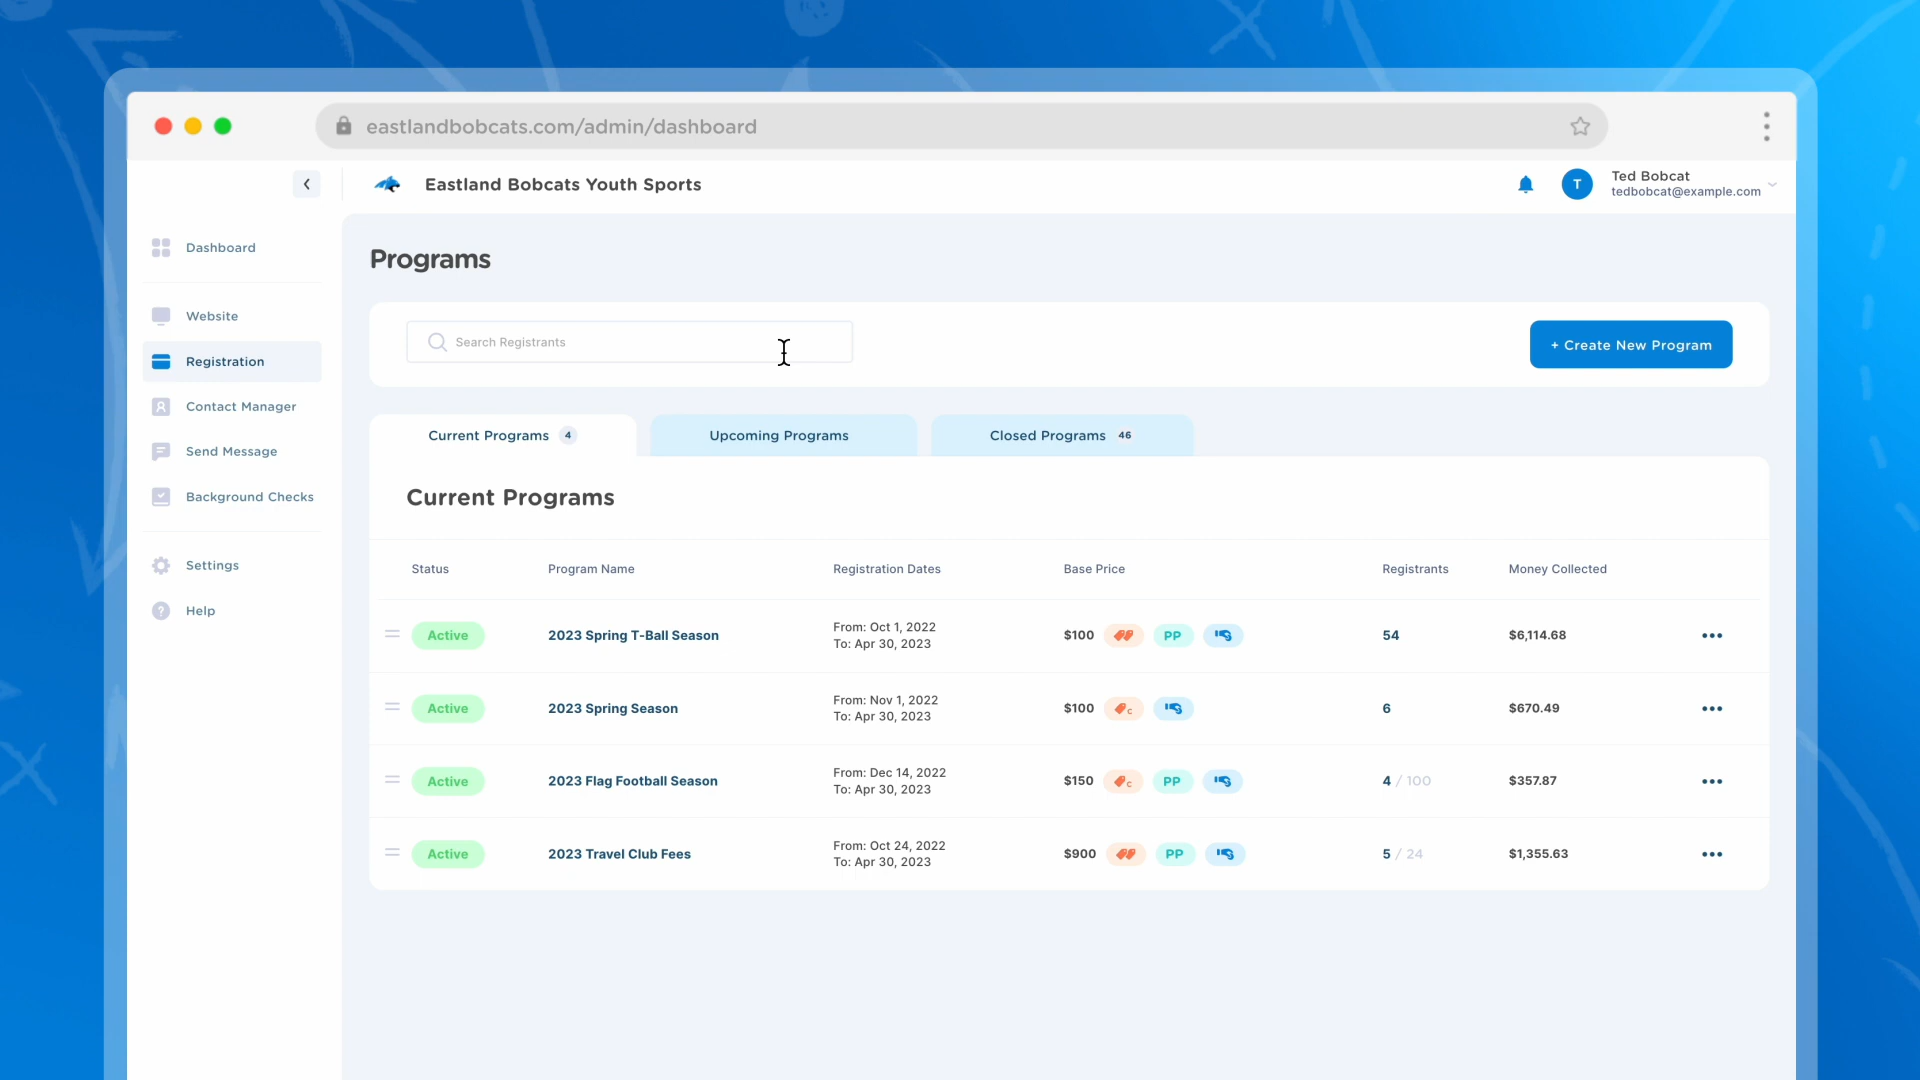 eastlandbobcats.com/admin/dashboard
Eastland Bobcats Youth Sports
T
Ted Bobcat
tedbobcat@example.com
Dashboard
Website
Registration
Contact Manager
Send Message
Background Checks
Settings
? Help
Programs
Search Registrants
+ Create New Program
Current Programs 4
Upcoming Programs
Closed Programs 46
Current Programs
Status Program Name Registration Dates Base Price Registrants Money Collected
Active 2023 Spring T-Ball Season From: Oct 1, 2022 $100 PP 54 $6,114.68
To: Apr 30, 2023
Active 2023 Spring Season From: Nov 1, 2022 $100 C 6 $670.49
To: Apr 30, 2023
Active 2023 Flag Football Season From: Dec 14, 2022 $150 C PP 4 / 100 $357.87
To: Apr 30, 2023
Active 2023 Travel Club Fees From: Oct 24, 2022 $900 PP 5 / 24 $1,355.63
To: Apr 30, 2023